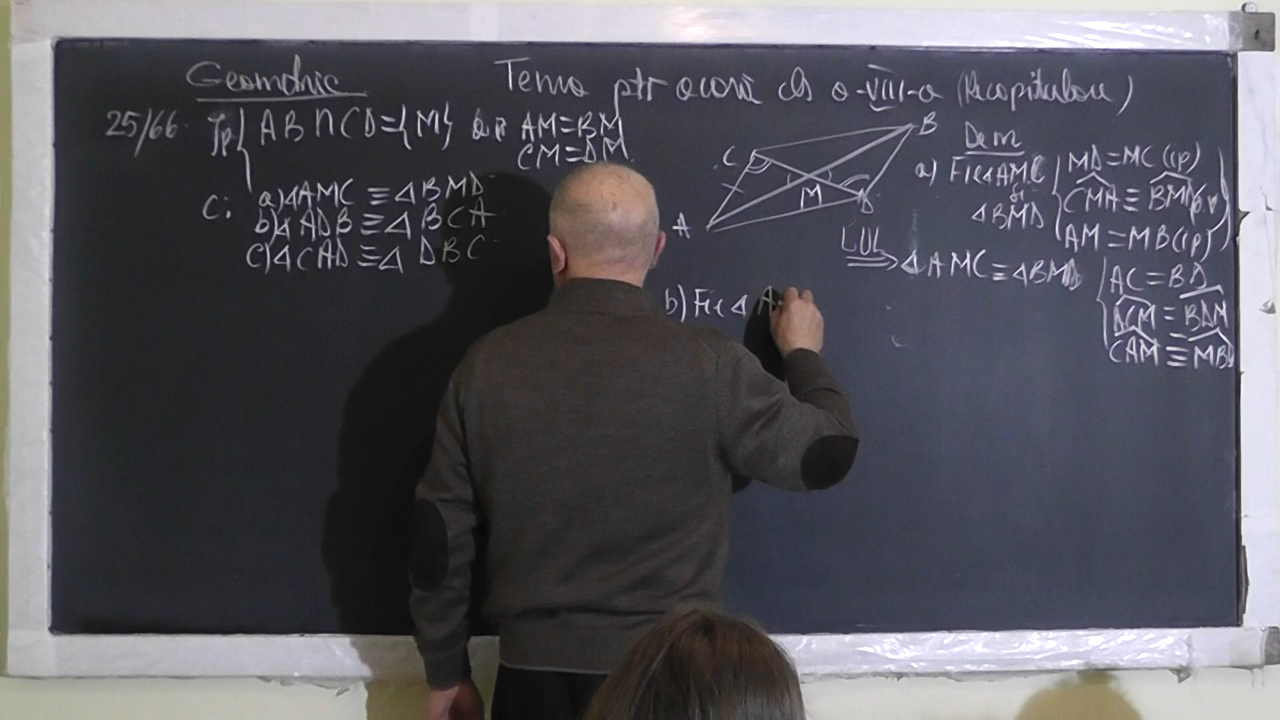 Geometrie
Tema ptr acasă cls a-VIII-a (Recapitulare)
25/66 Ip{ AB∩CD={M} a.î. AM=BM
CM=DM
C: a) △AMC ≡ △BMD
b) △ADB ≡ △BCA
c) △CAD ≡ △DBC
C
B
M
A
D
Dem
a) Fie △AMC
△BMD
MD=MC (ip)
CMA ≡ BMD
AM=MB (ip)
LUL ⟹ △AMC ≡ △BMD
AC=BD
ACM=BDM
CAM≡MBD
b) Fie △ A